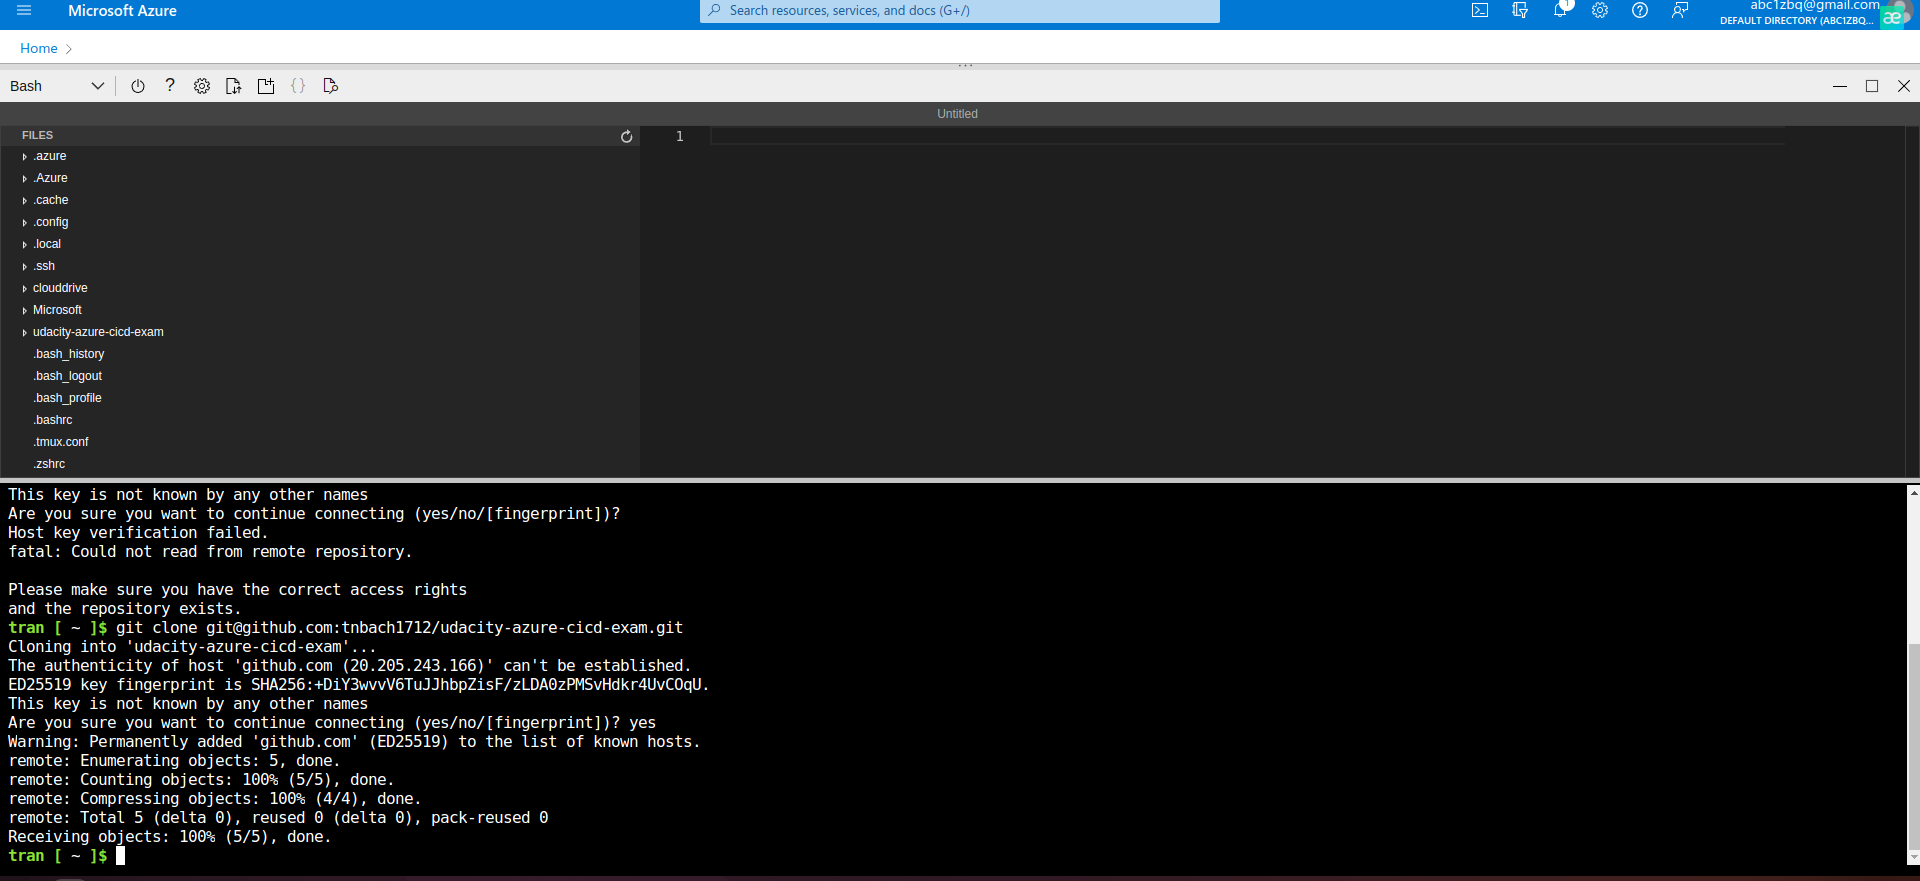 Microsoft Azure
Search resources, services, and docs (G+/)
1
abc1zbq@gmail.com
DEFAULT DIRECTORY (ABC1ZBQ...
æ
Home >
Bash
?
{}
Untitled
FILES
.azure
.Azure
.cache
.config
.local
.ssh
clouddrive
Microsoft
udacity-azure-cicd-exam
.bash_history
.bash_logout
.bash_profile
.bashrc
.tmux.conf
.zshrc
1
This key is not known by any other names
Are you sure you want to continue connecting (yes/no/[fingerprint])?
Host key verification failed.
fatal: Could not read from remote repository.
Please make sure you have the correct access rights
and the repository exists.
tran [ ~ ]$ git clone git@github.com:tnbach1712/udacity-azure-cicd-exam.git
Cloning into 'udacity-azure-cicd-exam'...
The authenticity of host 'github.com (20.205.243.166)' can't be established.
ED25519 key fingerprint is SHA256:+DiY3wvvV6TuJJhbpZisF/zLDA0zPMSvHdkr4UvCOqU.
This key is not known by any other names
Are you sure you want to continue connecting (yes/no/[fingerprint])? yes
Warning: Permanently added 'github.com' (ED25519) to the list of known hosts.
remote: Enumerating objects: 5, done.
remote: Counting objects: 100% (5/5), done.
remote: Compressing objects: 100% (4/4), done.
remote: Total 5 (delta 0), reused 0 (delta 0), pack-reused 0
Receiving objects: 100% (5/5), done.
tran [ ~ ]$